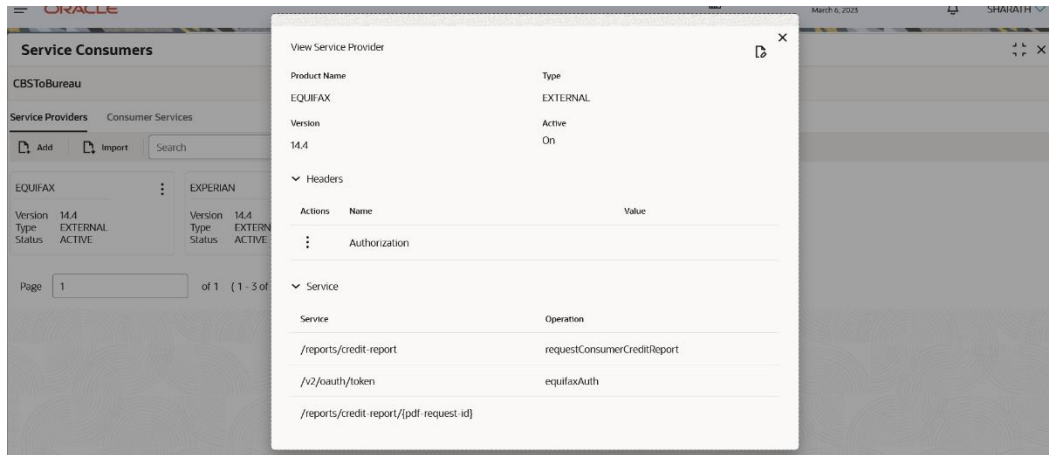 ORACLE
March 6, 2023
SHARATH
Service Consumers
CBSToBureau
Service Providers Consumer Services
Add Import Search
EQUIFAX
Version 14.4
Type EXTERNAL
Status ACTIVE
EXPERIAN
Version 14.4
Type EXTERN
Status ACTIVE
Page 1 of 1 (1 - 3 of
View Service Provider
Product Name Type
EQUIFAX EXTERNAL
Version Active
14.4 On
Headers
Actions Name Value
Authorization
Service
Service Operation
/reports/credit-report requestConsumerCreditReport
/v2/oauth/token equifaxAuth
/reports/credit-report/{pdf-request-id}